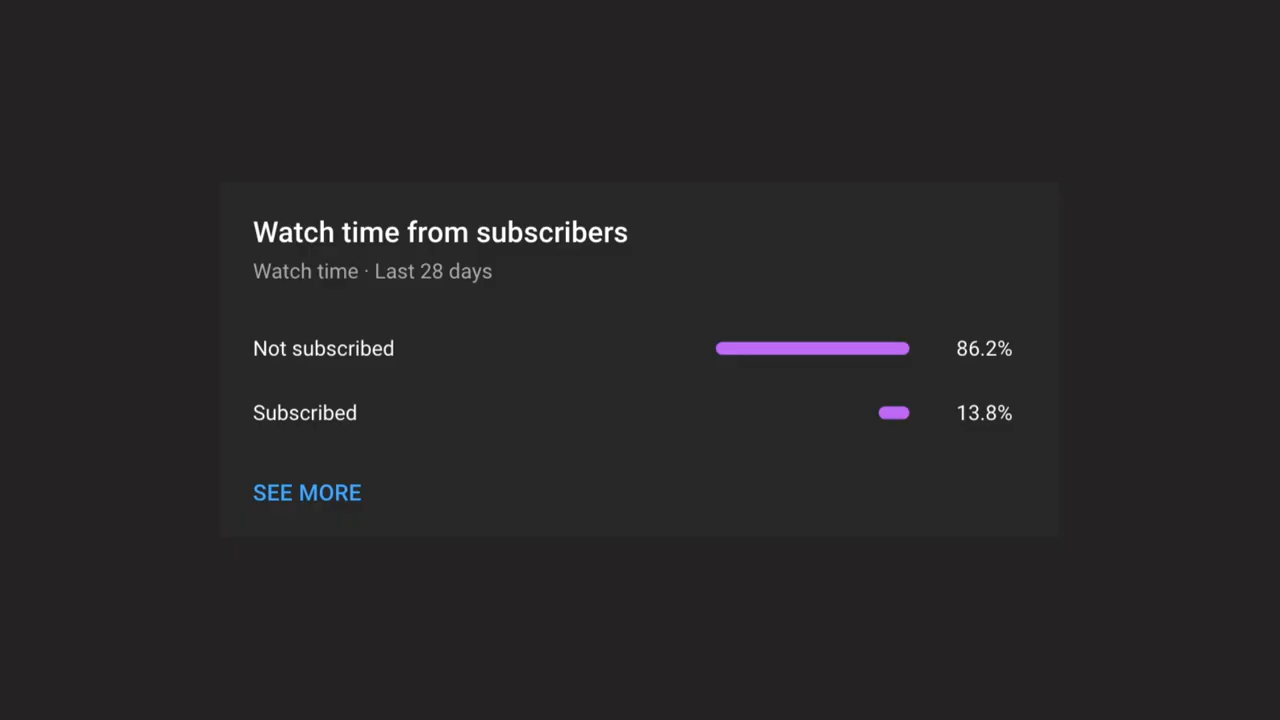 Watch time from subscribers
Watch time · Last 28 days
Not subscribed 86.2%
Subscribed 13.8%
SEE MORE